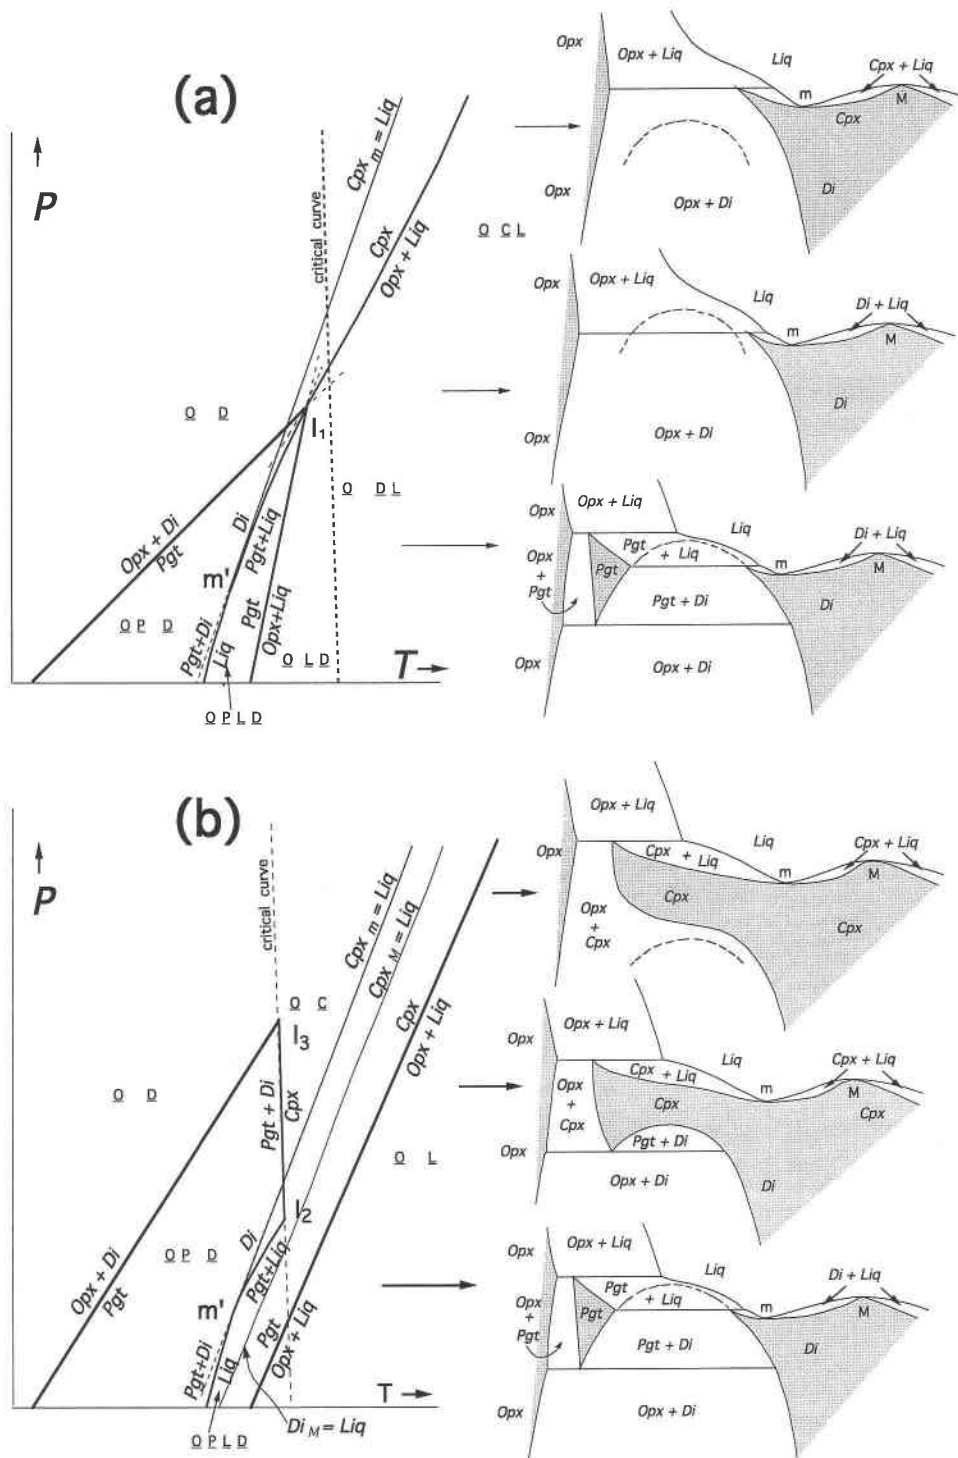 (a)
P
critical curve
Cpx m = Liq
Cpx
Opx + Liq
O C L
O D
I1
O D L
Opx + Di
Pgt
Di
Pgt+Liq
m'
Pgt
Opx+Liq
Pgt+Di
Liq
O P D
O L D
T
O P L D
Opx
Opx + Liq
Liq
Cpx + Liq
m
M
Cpx
Opx
Di
Opx + Di
Opx
Opx + Liq
Liq
Di + Liq
m
M
Di
Opx
Opx + Di
Opx + Liq
Opx
Liq
Pgt
+ Liq
Di + Liq
Opx
+
Pgt
Pgt
m
M
Pgt + Di
Di
Opx
Opx + Di
(b)
P
critical curve
Cpx m = Liq
Cpx M = Liq
Cpx
Opx + Liq
O C
I3
O D
Pgt + Di
Cpx
O L
I2
Di
Pgt+Liq
O P D
Opx + Di
Pgt
m'
Pgt
Opx + Liq
Pgt+Di
Liq
T
DiM = Liq
O P L D
Opx + Liq
Liq
Opx
Cpx + Liq
Cpx + Liq
m
M
Cpx
Opx
+
Cpx
Cpx
Opx + Liq
Opx
Liq
Cpx + Liq
Cpx + Liq
m
M
Opx
+
Cpx
Cpx
Cpx
Pgt + Di
Opx
Opx + Di
Di
Opx
Opx + Liq
Liq
Pgt
+ Liq
Di + Liq
Opx
+
Pgt
Pgt
m
M
Pgt + Di
Di
Opx
Opx + Di